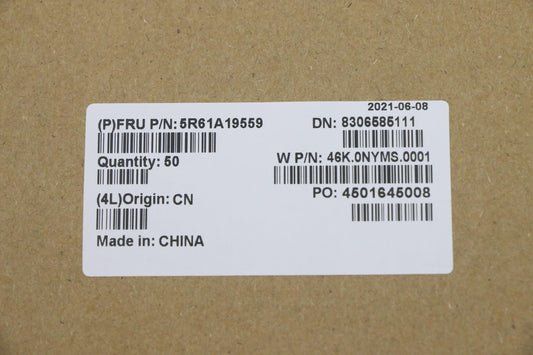 2021-06-08
(P)FRU P/N: 5R61A19559 DN: 8306585111
Quantity: 50 W P/N: 46K.0NYMS.0001
(4L)Origin: CN PO: 4501645008
Made in: CHINA